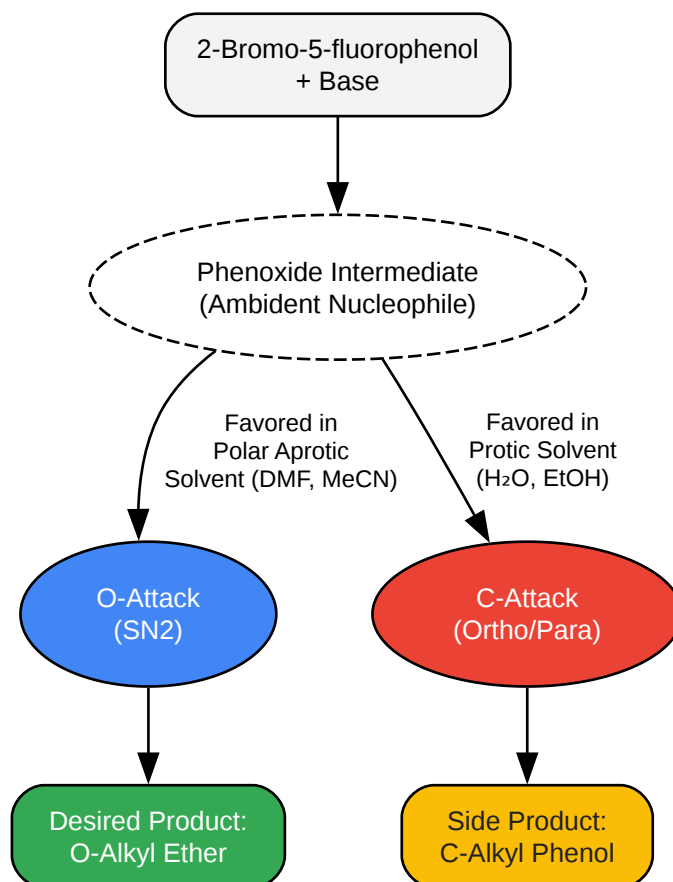 2-Bromo-5-fluorophenol
+ Base
Phenoxide Intermediate
(Ambident Nucleophile)
Favored in
Polar Aprotic
Solvent (DMF, MeCN)
Favored in
Protic Solvent
(H₂O, EtOH)
O-Attack
(SN2)
C-Attack
(Ortho/Para)
Desired Product:
O-Alkyl Ether
Side Product:
C-Alkyl Phenol